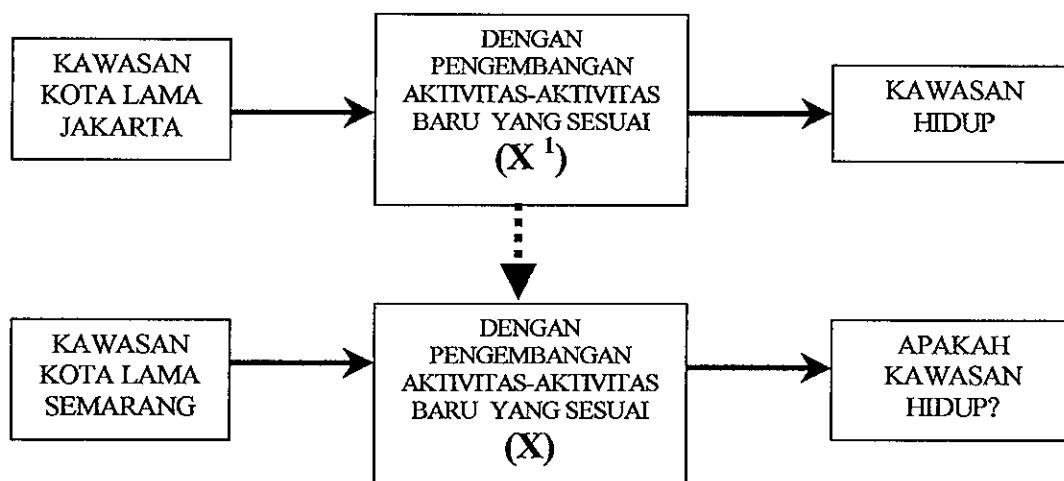 KAWASAN
KOTA LAMA
JAKARTA
DENGAN
PENGEMBANGAN
AKTIVITAS-AKTIVITAS
BARU YANG SESUAI
(X ¹)
KAWASAN
HIDUP
KAWASAN
KOTA LAMA
SEMARANG
DENGAN
PENGEMBANGAN
AKTIVITAS-AKTIVITAS
BARU YANG SESUAI
(X)
APAKAH
KAWASAN
HIDUP?